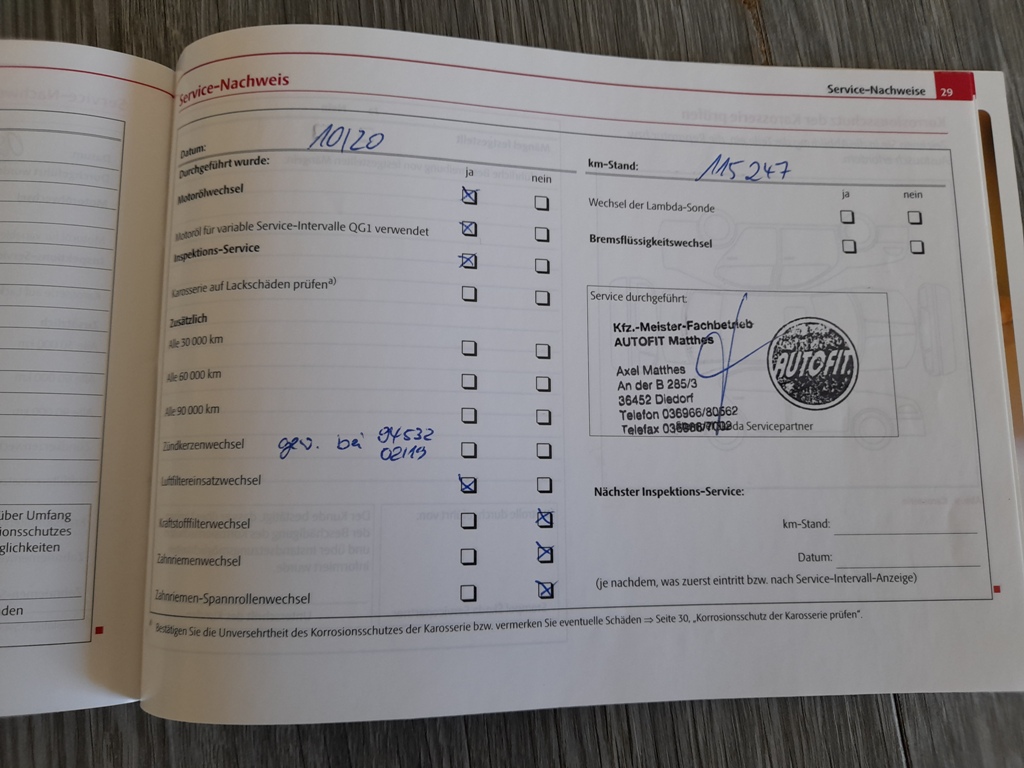 Service-Nachweis
Service-Nachweise 29
Datum: 10/20
km-Stand: 115 247
Durchgeführt wurde:
ja nein
ja nein
Motorölwechsel
Wechsel der Lambda-Sonde
Motoröl für variable Service-Intervalle QG1 verwendet
Bremsflüssigkeitswechsel
Inspektions-Service
Karosserie auf Lackschäden prüfen a)
Zusätzlich
Alle 30 000 km
Alle 60 000 km
Alle 90 000 km
Zündkerzenwechsel gew. bei 94532
02/19
Luftfiltereinsatzwechsel
Kraftstofffilterwechsel
Zahnriemenwechsel
Zahnriemen-Spannrollenwechsel
Service durchgeführt:
Kfz.-Meister-Fachbetrieb
AUTOFIT Matthes
Axel Matthes
An der B 285/3
36452 Diedorf
Telefon 036966/80562
Telefax 036966/7002
Servicepartner
AUTOFIT
Nächster Inspektions-Service:
km-Stand:
Datum:
(je nachdem, was zuerst eintritt bzw. nach Service-Intervall-Anzeige)
a) Bestätigen Sie die Unversehrtheit des Korrosionsschutzes der Karosserie bzw. vermerken Sie eventuelle Schäden ⇒ Seite 30, „Korrosionsschutz der Karosserie prüfen“.
über Umfang
ionsschutzes
glichkeiten
den